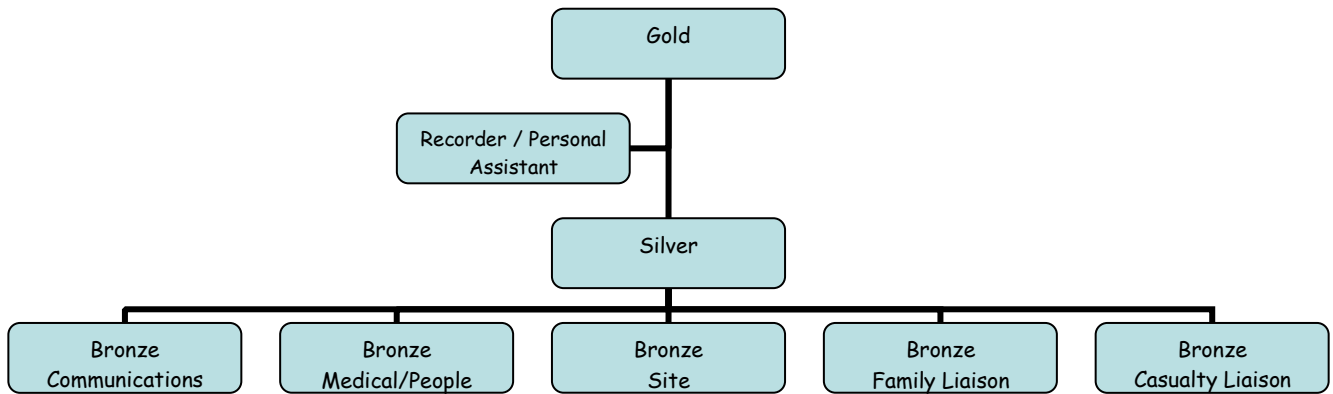 Gold
Recorder / Personal
Assistant
Silver
Bronze
Communications
Bronze
Medical/People
Bronze
Site
Bronze
Family Liaison
Bronze
Casualty Liaison